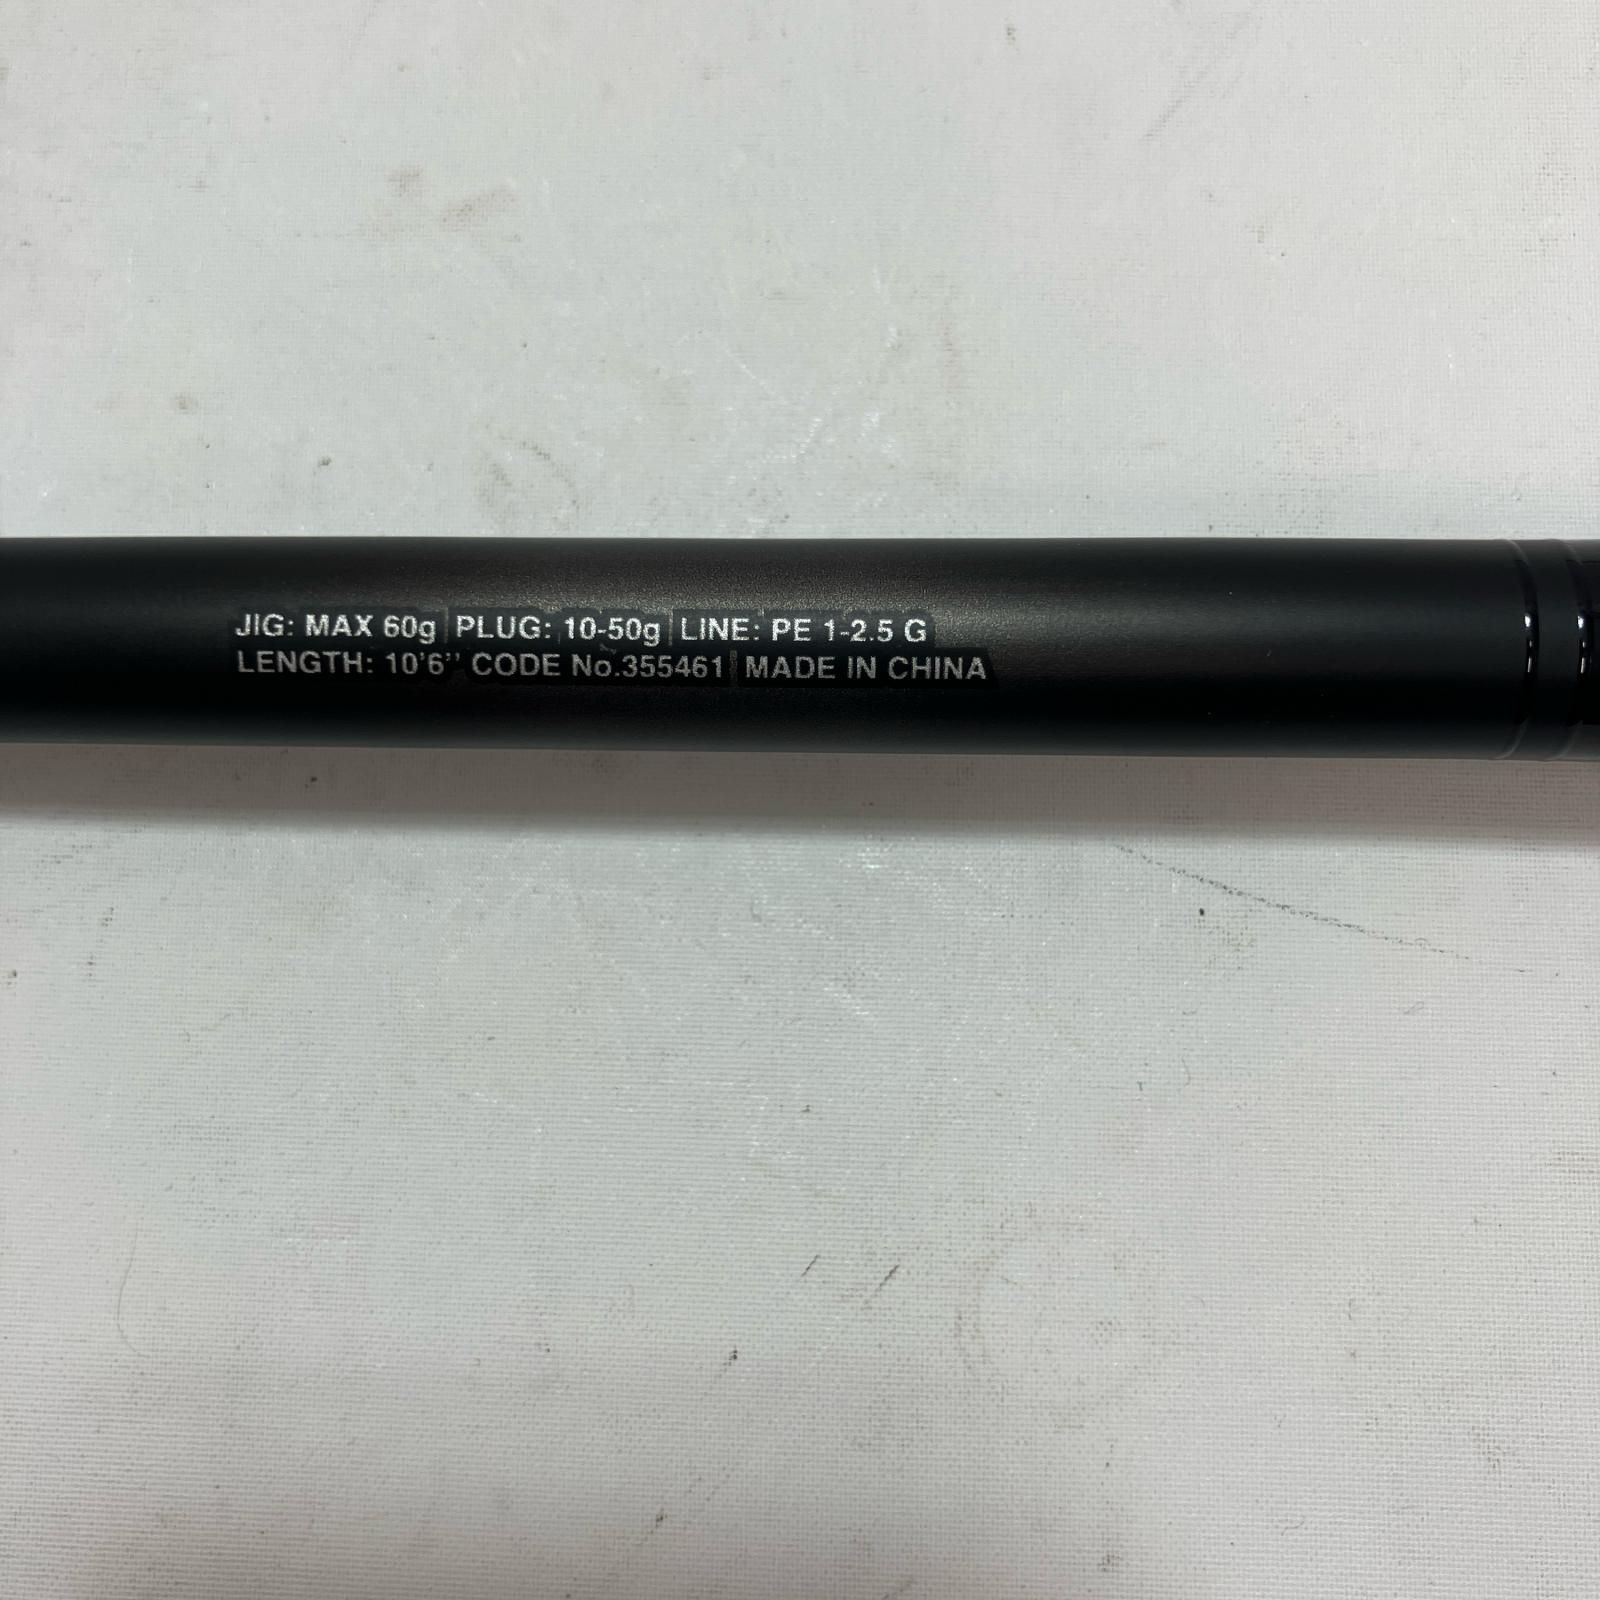 JIG: MAX 60g PLUG: 10-50g LINE: PE 1-2.5 G
LENGTH: 10'6'' CODE No.355461 MADE IN CHINA